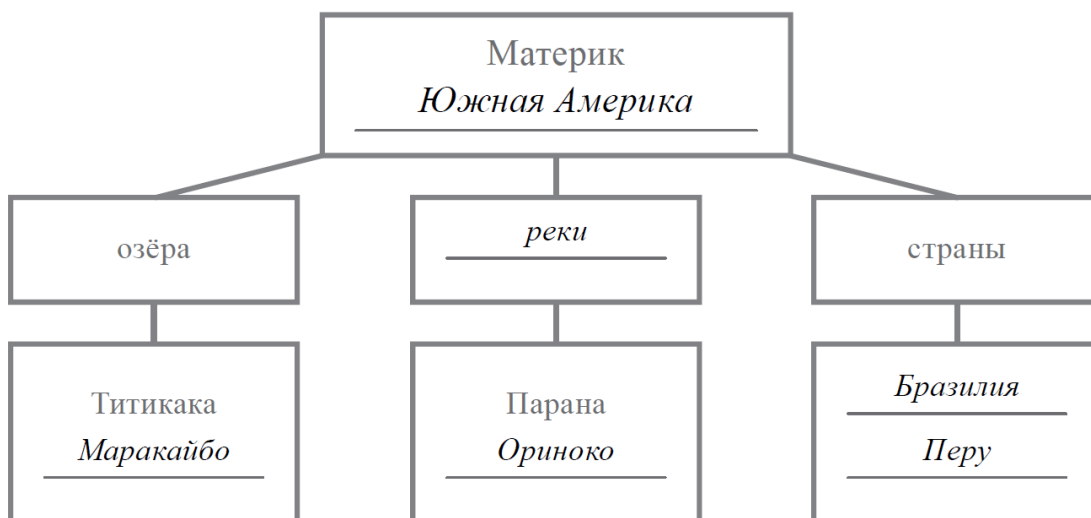 Материк
Южная Америка
озёра
реки
страны
Титикака
Маракайбо
Парана
Ориноко
Бразилия
Перу